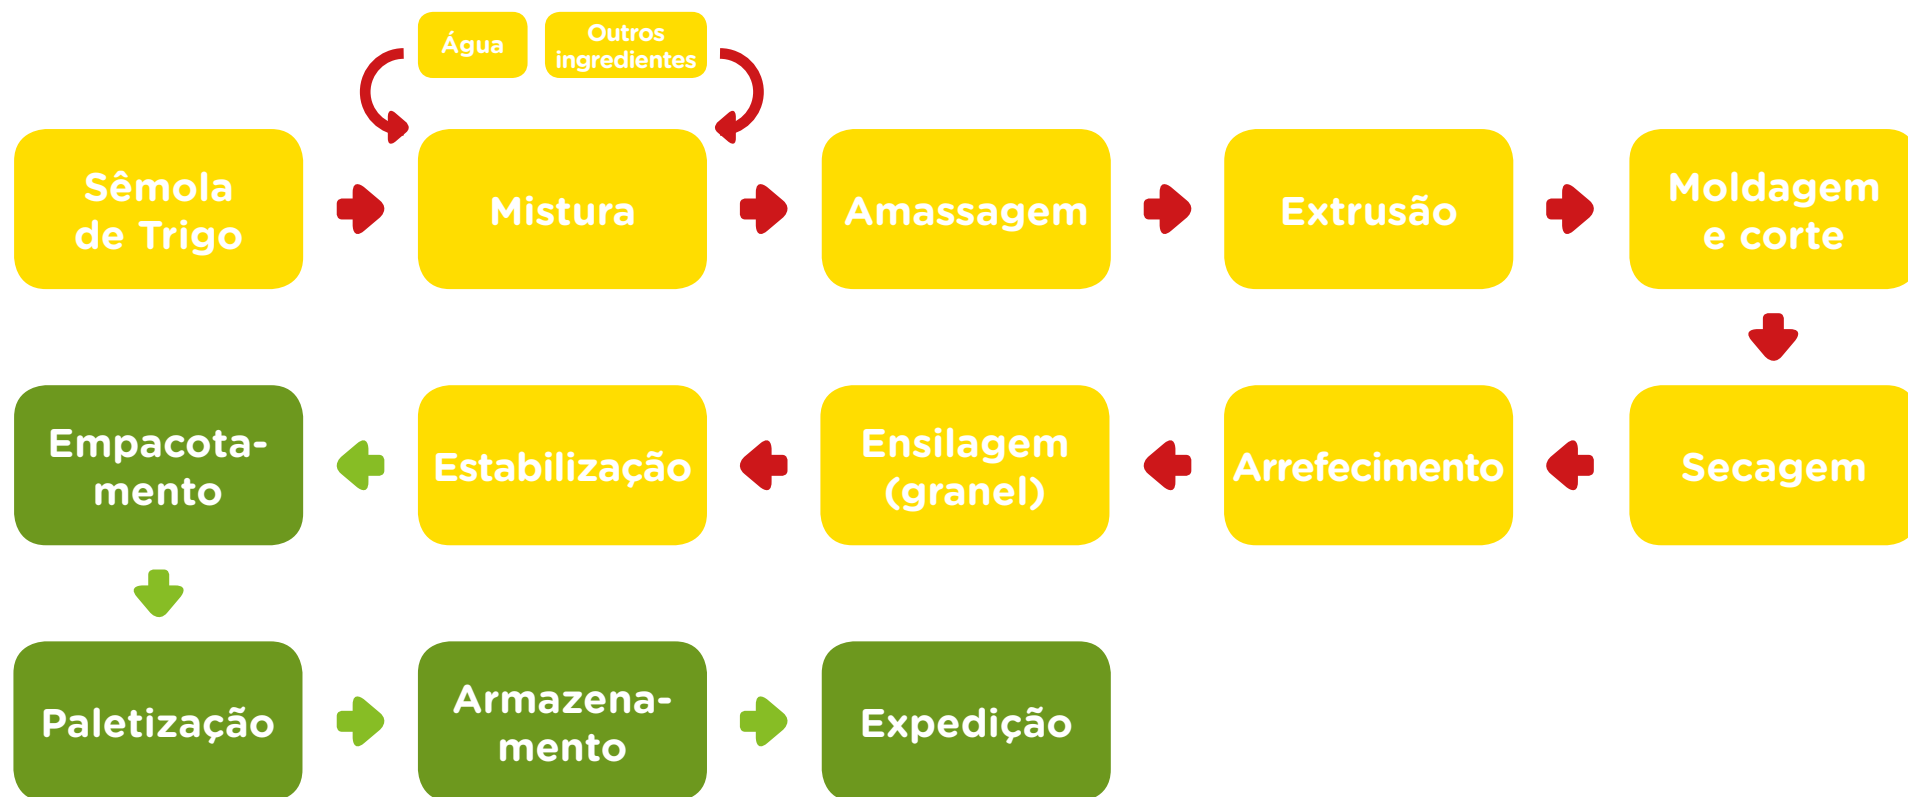 Água
Outros
ingredientes
Sêmola
de Trigo
Mistura
Amassagem
Extrusão
Moldagem
e corte
Empacota-
mento
Estabilização
Ensilagem
(granel)
Arrefecimento
Secagem
Paletização
Armazena-
mento
Expedição